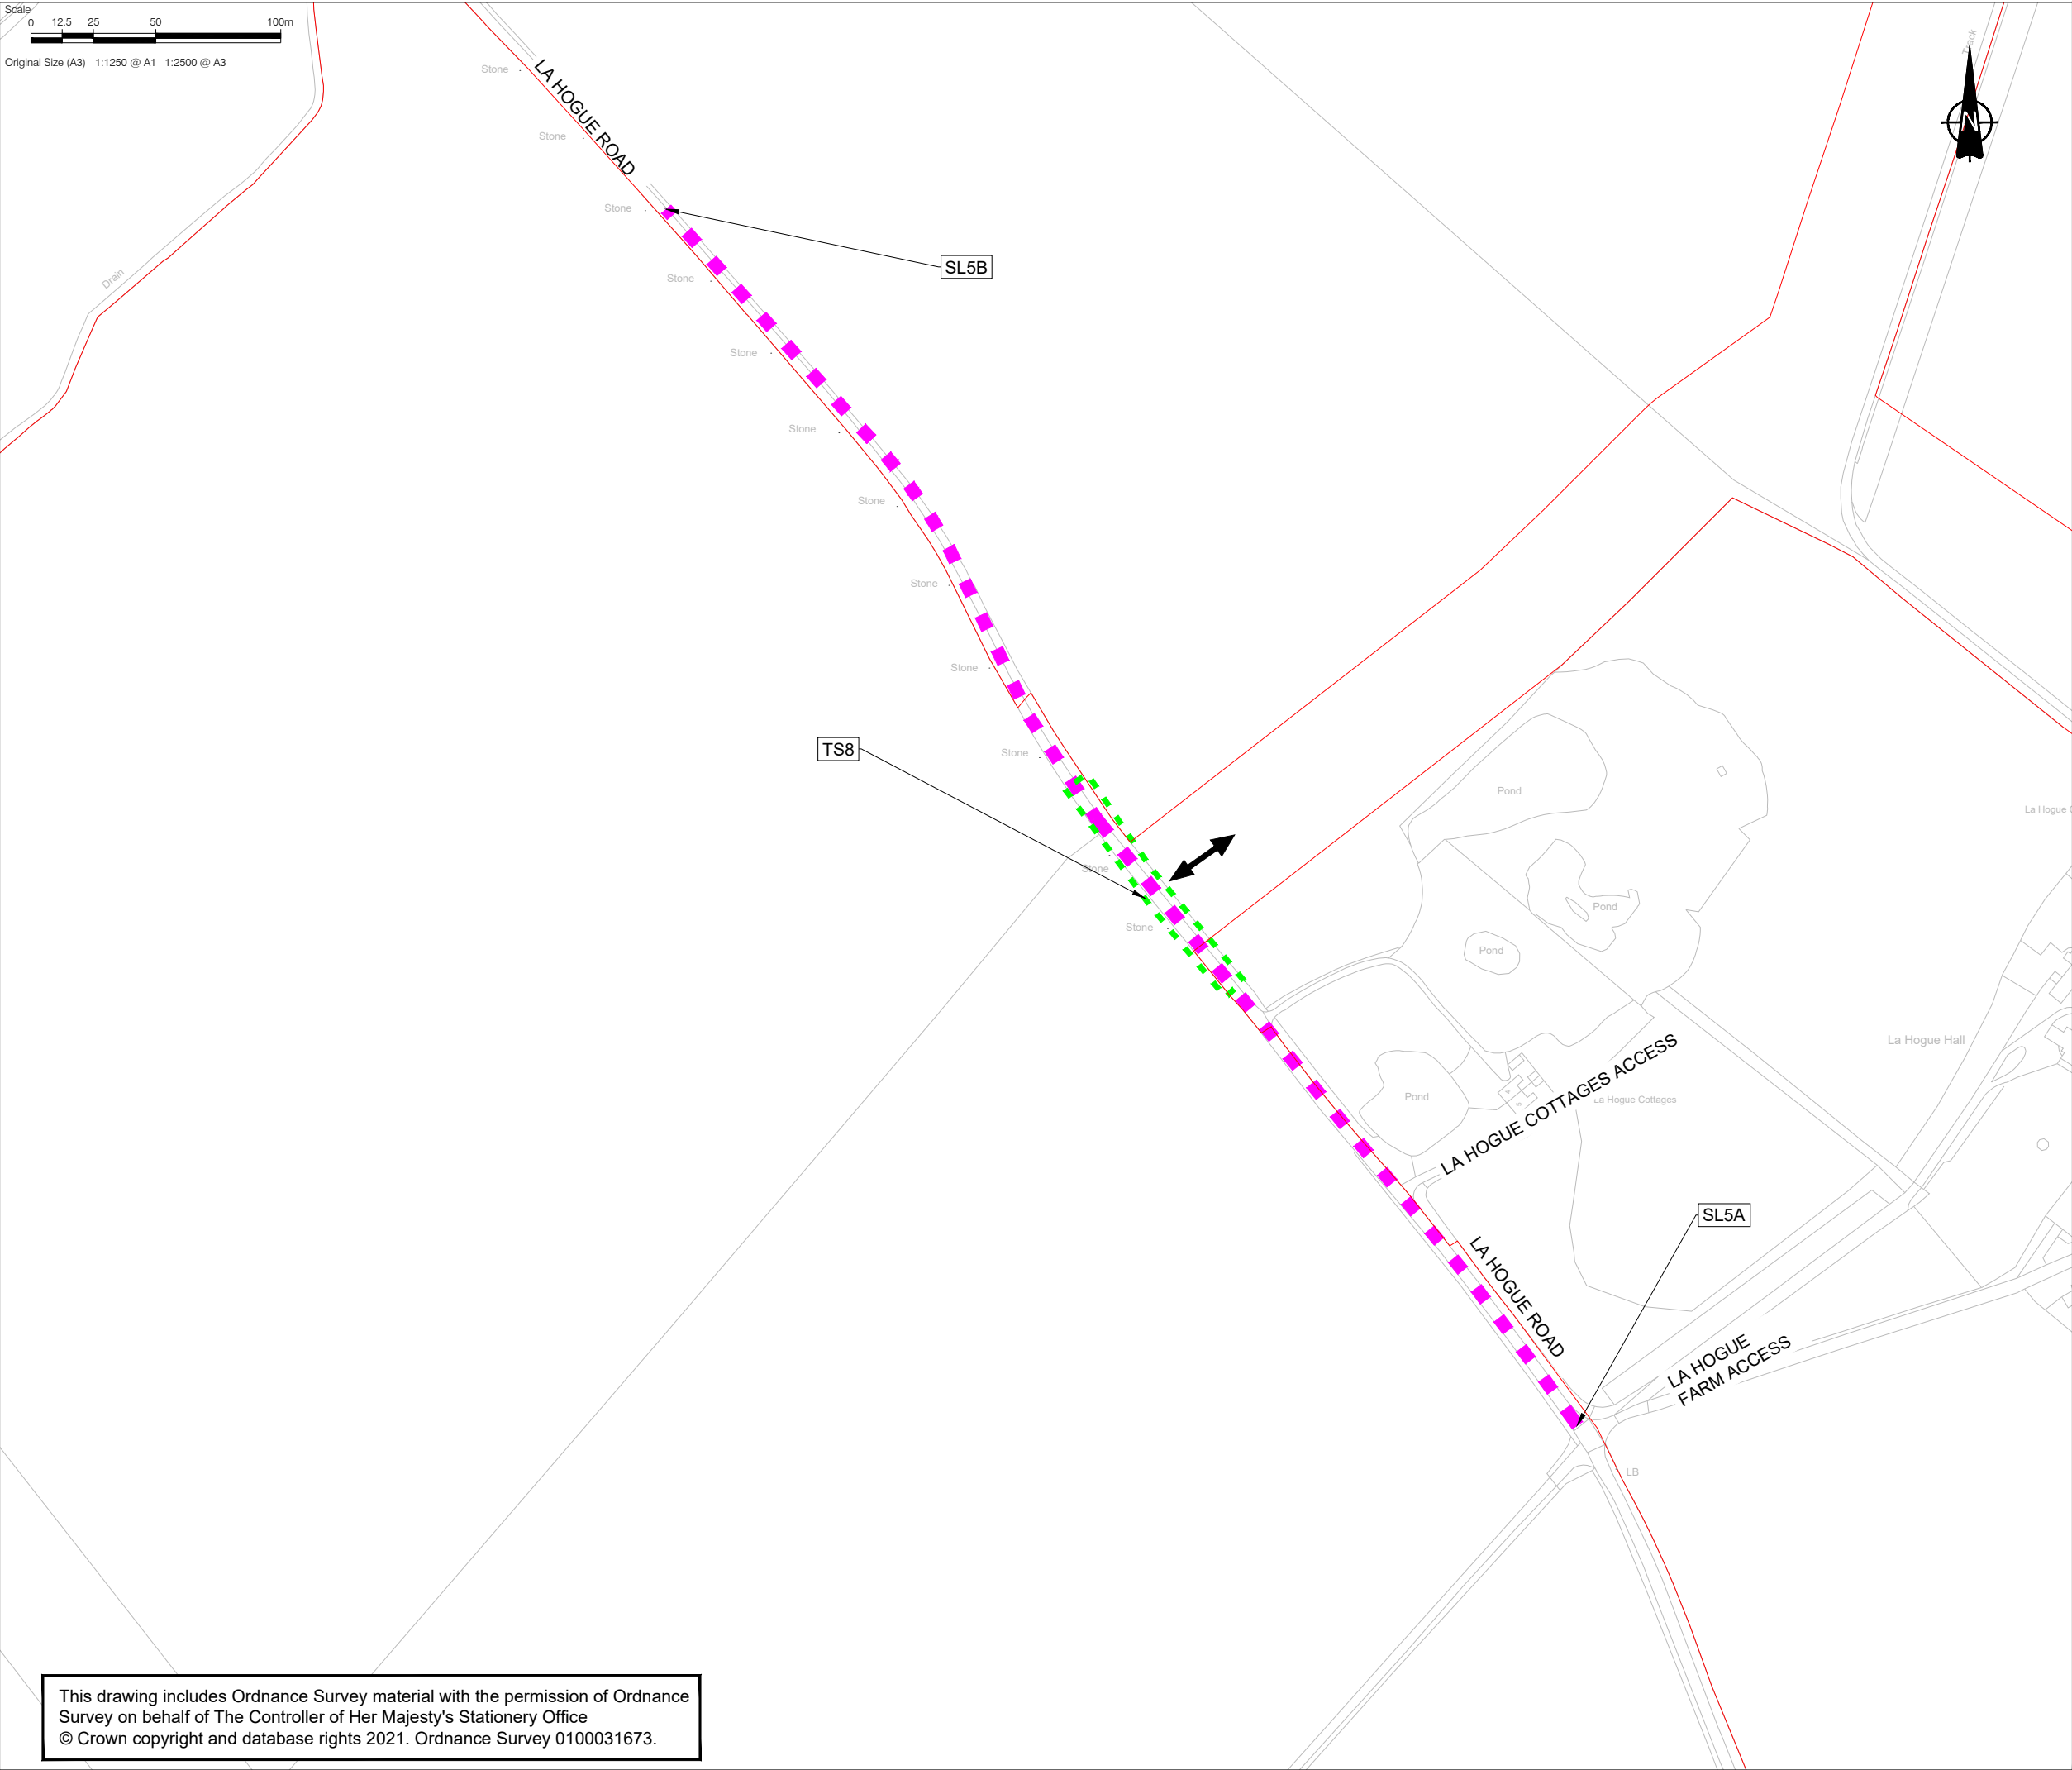 Scale
0 12.5 25 50 100m
Original Size (A3) 1:1250 @ A1 1:2500 @ A3
Track
N
Stone
LA HOGUE ROAD
Stone
Stone
SL5B
Drain
Stone
Stone
Stone
Stone
Stone
Stone
TS8
Stone
Pond
La Hogue
Stone
Pond
Stone
Pond
La Hogue Hall
LA HOGUE COTTAGES ACCESS
Pond
La Hogue Cottages
SL5A
LA HOGUE ROAD
LA HOGUE
FARM ACCESS
LB
This drawing includes Ordnance Survey material with the permission of Ordnance
Survey on behalf of The Controller of Her Majesty's Stationery Office
© Crown copyright and database rights 2021. Ordnance Survey 0100031673.